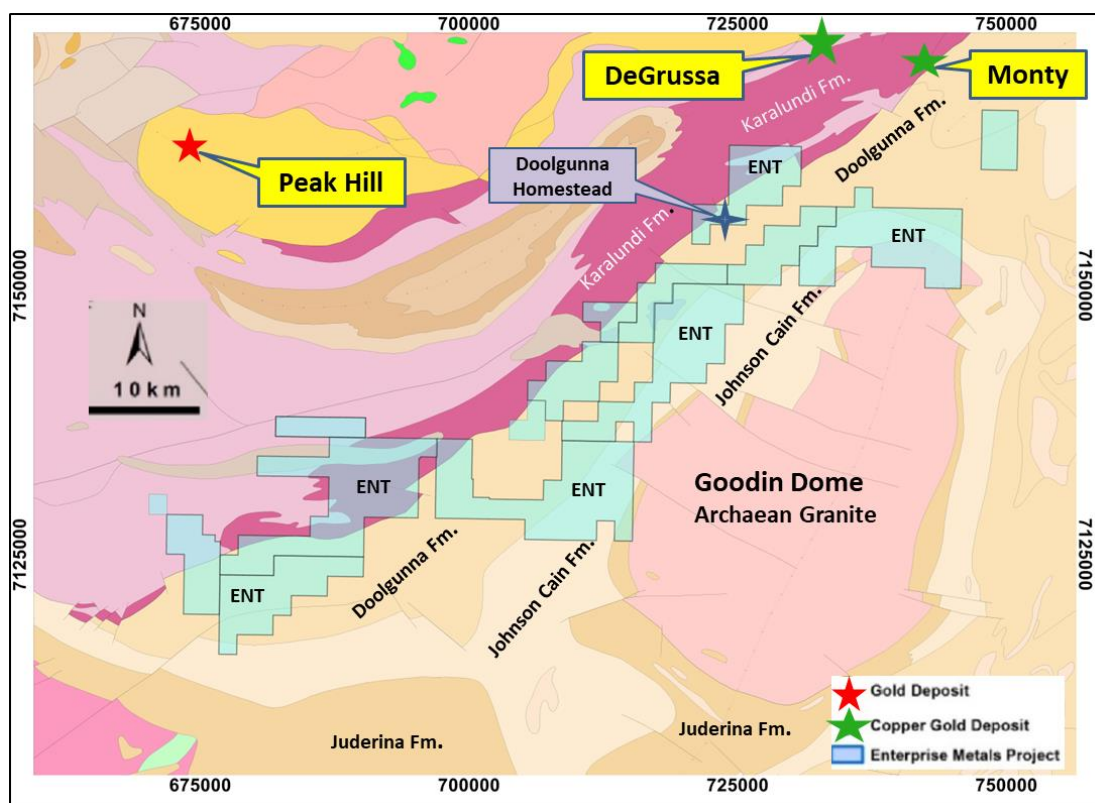 675000 700000 725000 750000
DeGrussa
Monty
Karalundi Fm.
Doolgunna Fm.
Peak Hill
Doolgunna
Homestead
ENT
Karalundi Fm.
ENT
7150000
7150000
ENT
Johnson Cain Fm.
N
10 km
Goodin Dome
Archaean Granite
ENT
ENT
7125000
7125000
Doolgunna Fm.
ENT
Johnson Cain Fm.
Juderina Fm.
Juderina Fm.
Gold Deposit
Copper Gold Deposit
Enterprise Metals Project
675000 700000 725000 750000